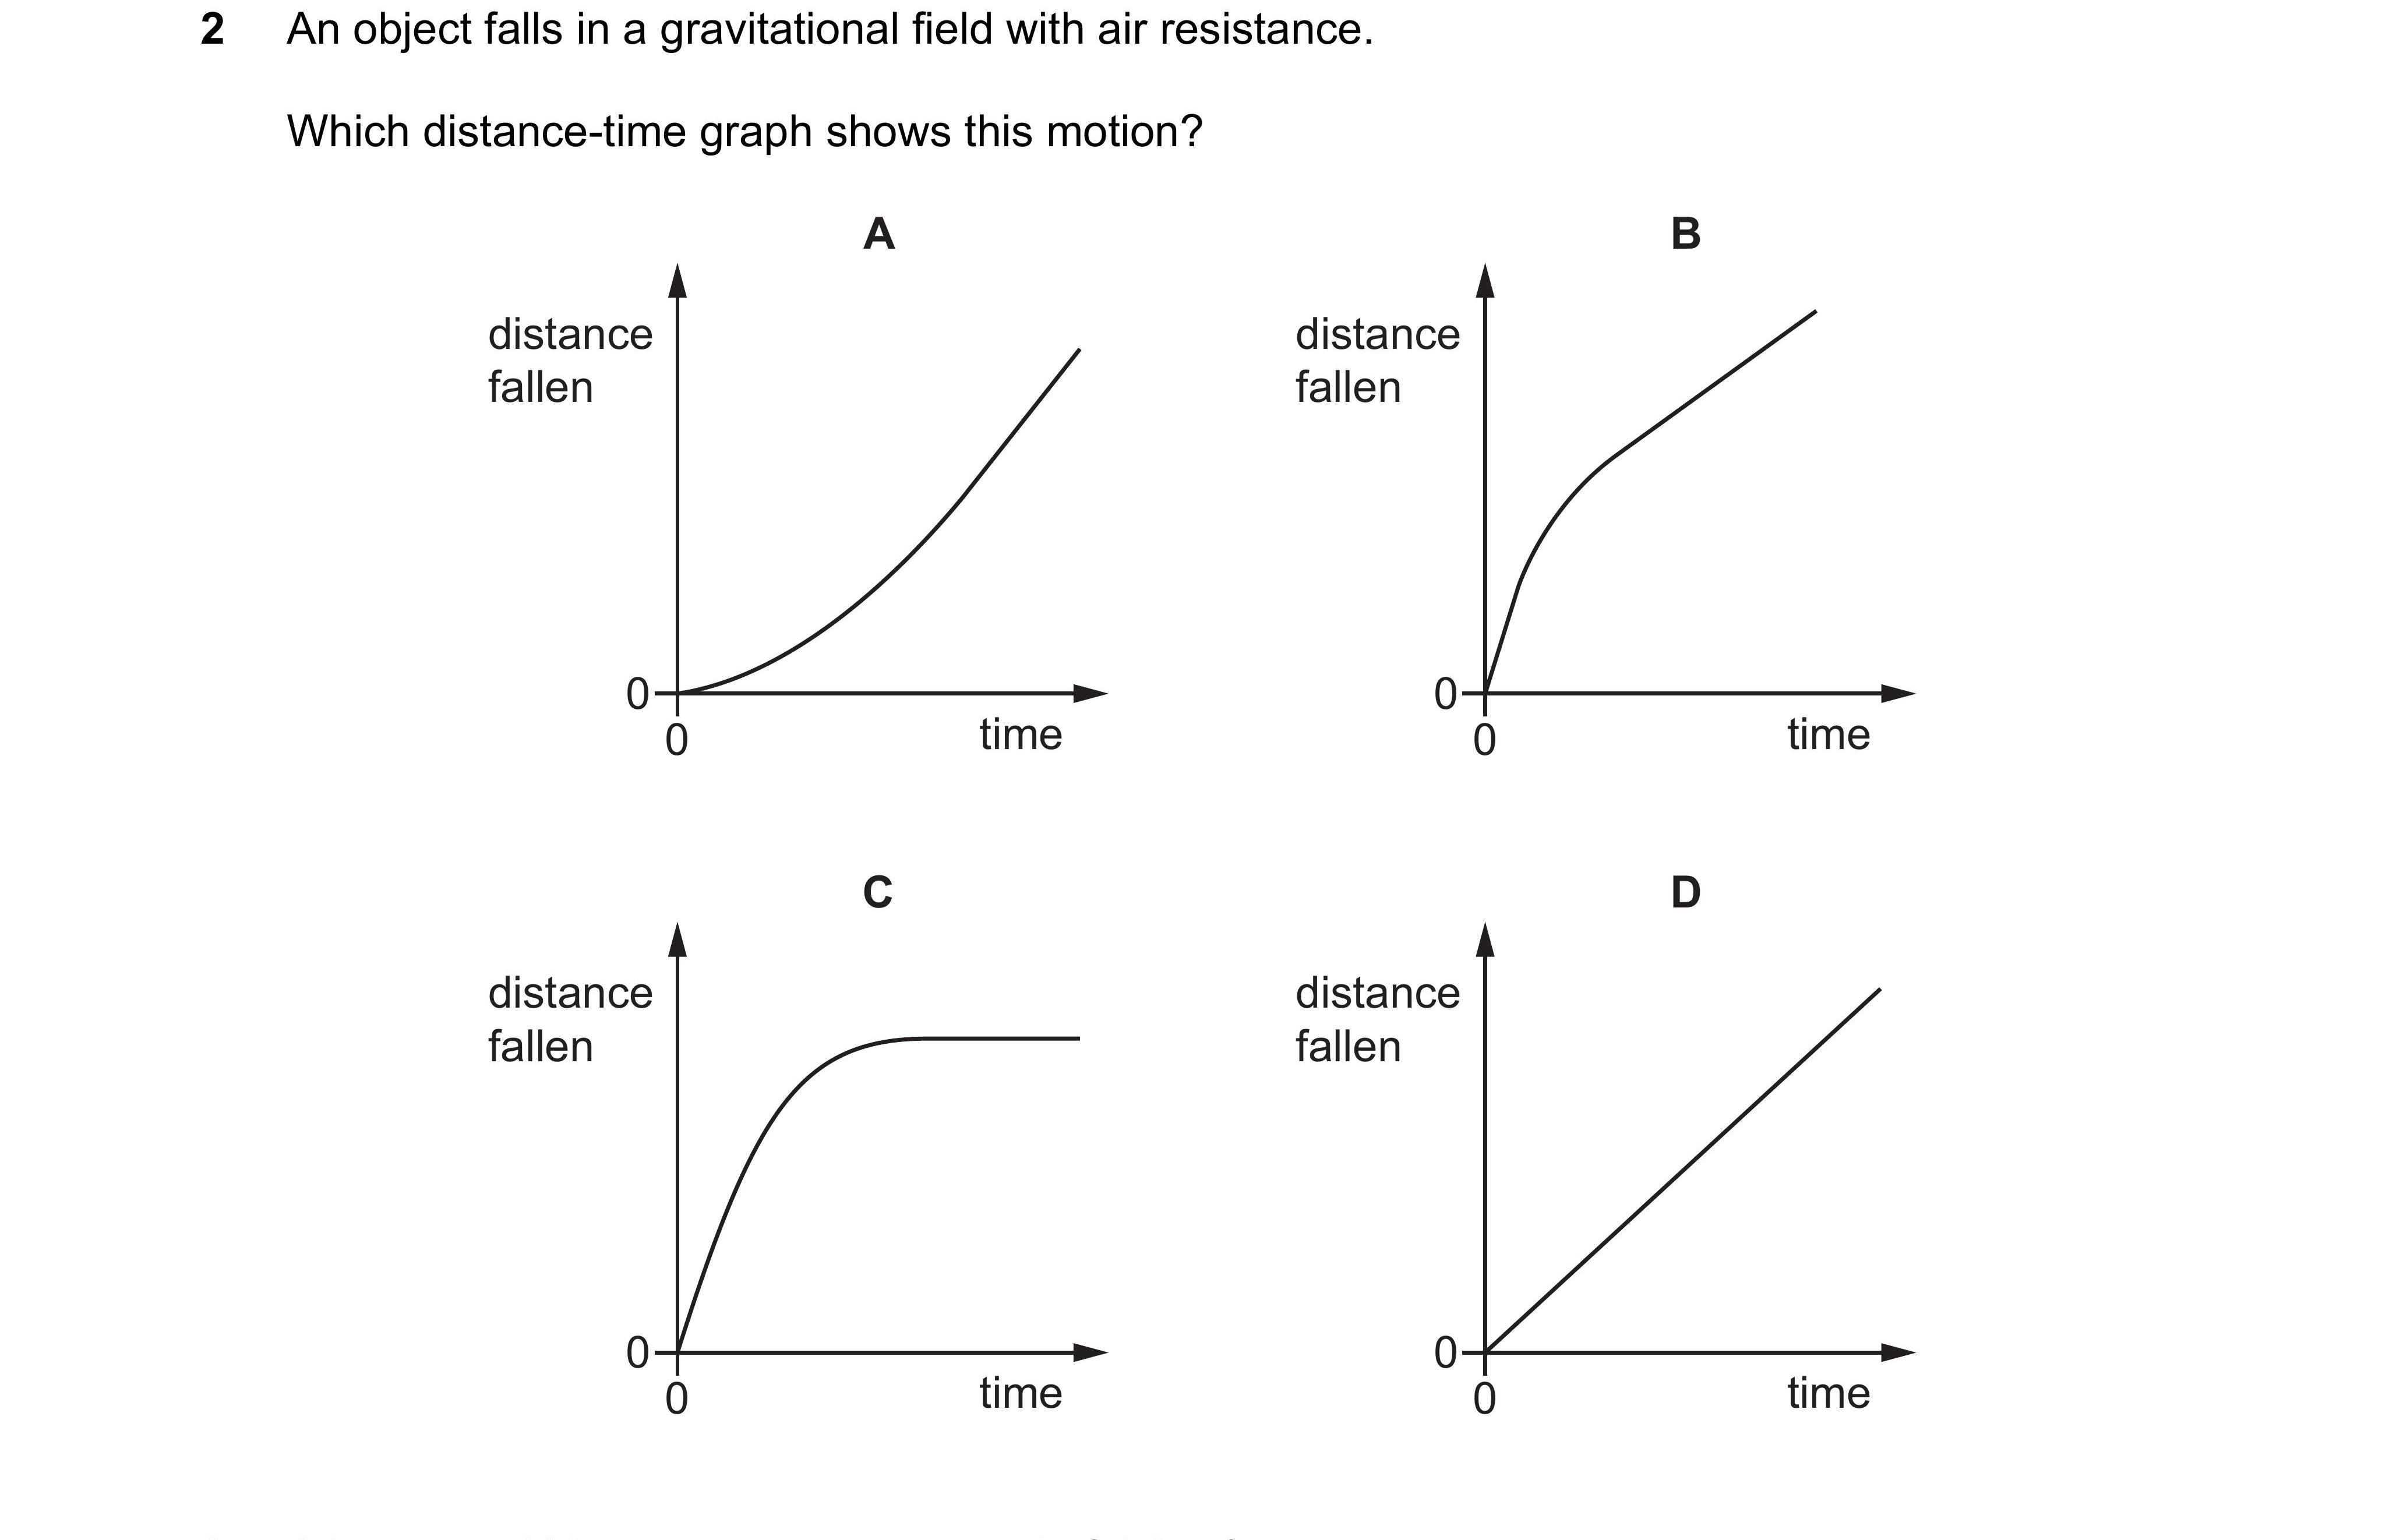 2 An object falls in a gravitational field with air resistance.
Which distance-time graph shows this motion?
A
distance
fallen
0
0
time
B
distance
fallen
0
0
time
C
distance
fallen
0
0
time
D
distance
fallen
0
0
time